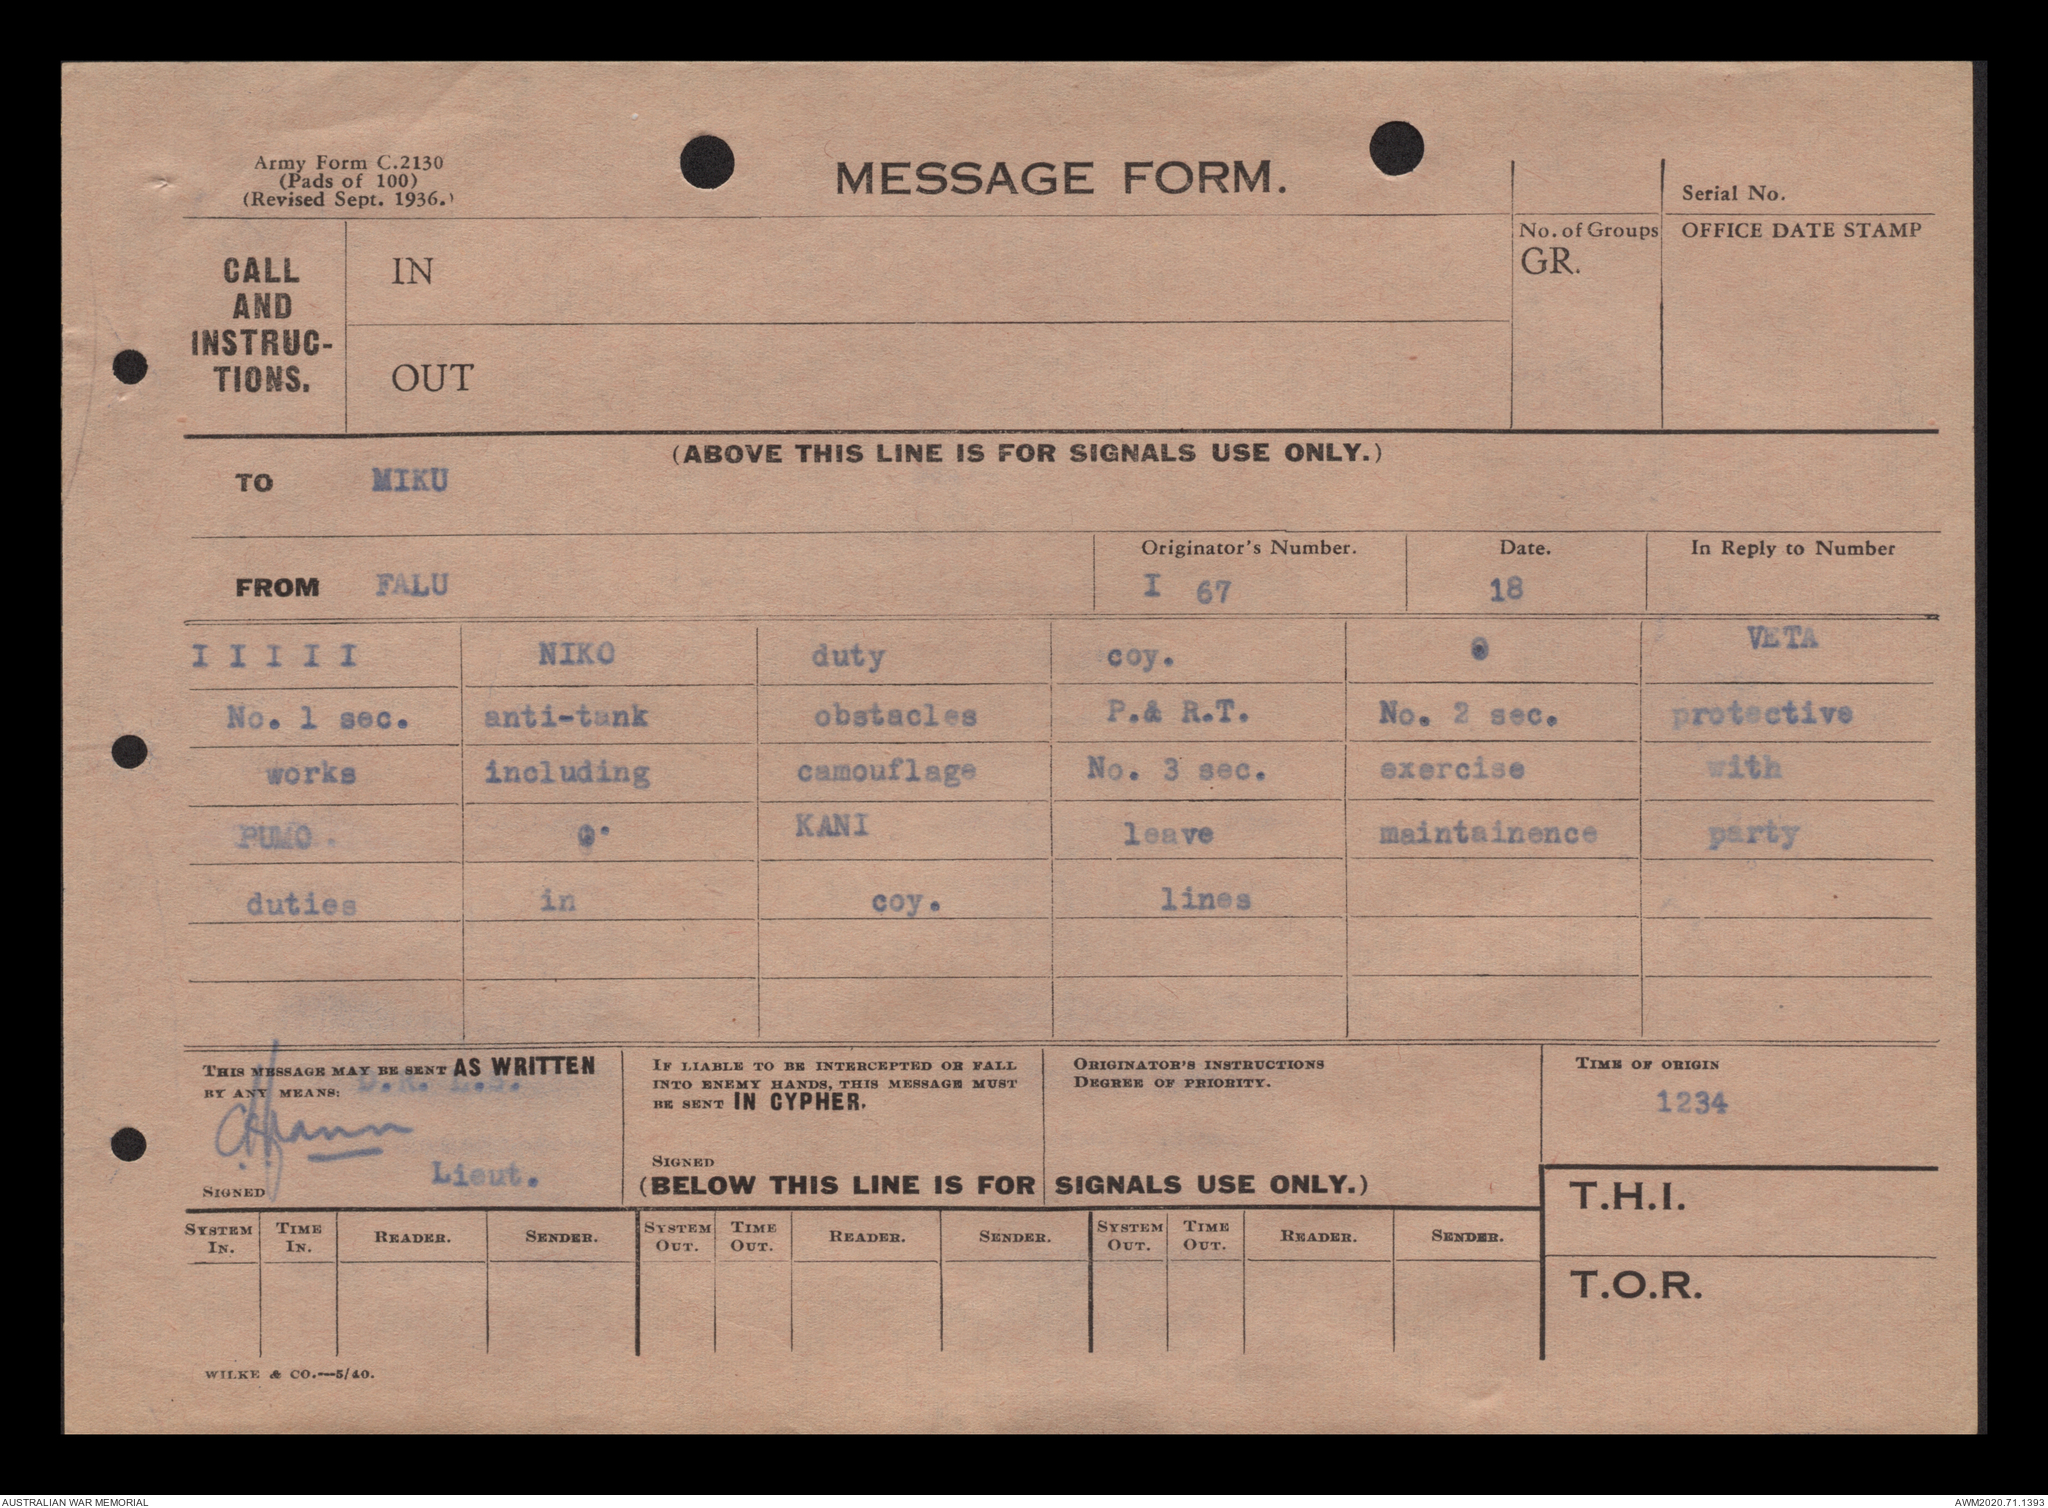 Army Form C.2130
(Pads of 100)
(Revised Sept. 1936.)
MESSAGE FORM.
Serial No.
CALL
AND
INSTRUC-
TIONS.
IN
OUT
No. of Groups
GR.
OFFICE DATE STAMP
(ABOVE THIS LINE IS FOR SIGNALS USE ONLY.)
TO MIKU
FROM FALU
Originator's Number.
I 67
Date.
18
In Reply to Number
I I I I I NIKO duty coy. VETA
No. 1 sec. anti-tank obstacles P.& R.T. No. 2 sec. protective
works including camouflage No. 3 sec. exercise with
PUMO . KANI leave maintainence party
duties in coy. lines
THIS MESSAGE MAY BE SENT AS WRITTEN
BY ANY MEANS: D.R. L.S.
Lieut.
SIGNED
IF LIABLE TO BE INTERCEPTED OR FALL
INTO ENEMY HANDS, THIS MESSAGE MUST
BE SENT IN CYPHER.
SIGNED
ORIGINATOR'S INSTRUCTIONS
DEGREE OF PRIORITY.
TIME OF ORIGIN
1234
(BELOW THIS LINE IS FOR SIGNALS USE ONLY.)
T.H.I.
T.O.R.
SYSTEM IN. TIME IN. READER. SENDER. SYSTEM OUT. TIME OUT. READER. SENDER. SYSTEM OUT. TIME OUT. READER. SENDER.
WILKE & CO.—5/40.
AUSTRALIAN WAR MEMORIAL
AWM2020.71.1393